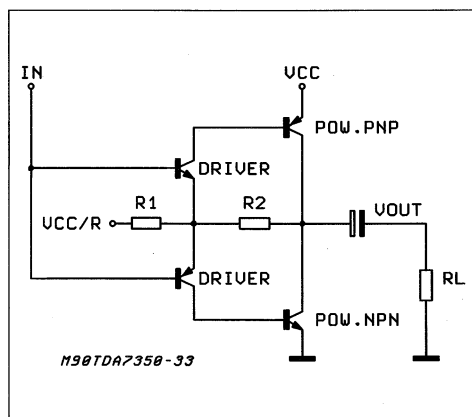 IN
VCC
POW.PNP
DRIVER
R1
R2
VCC/R
VOUT
DRIVER
RL
POW.NPN
M90TDA7350-33